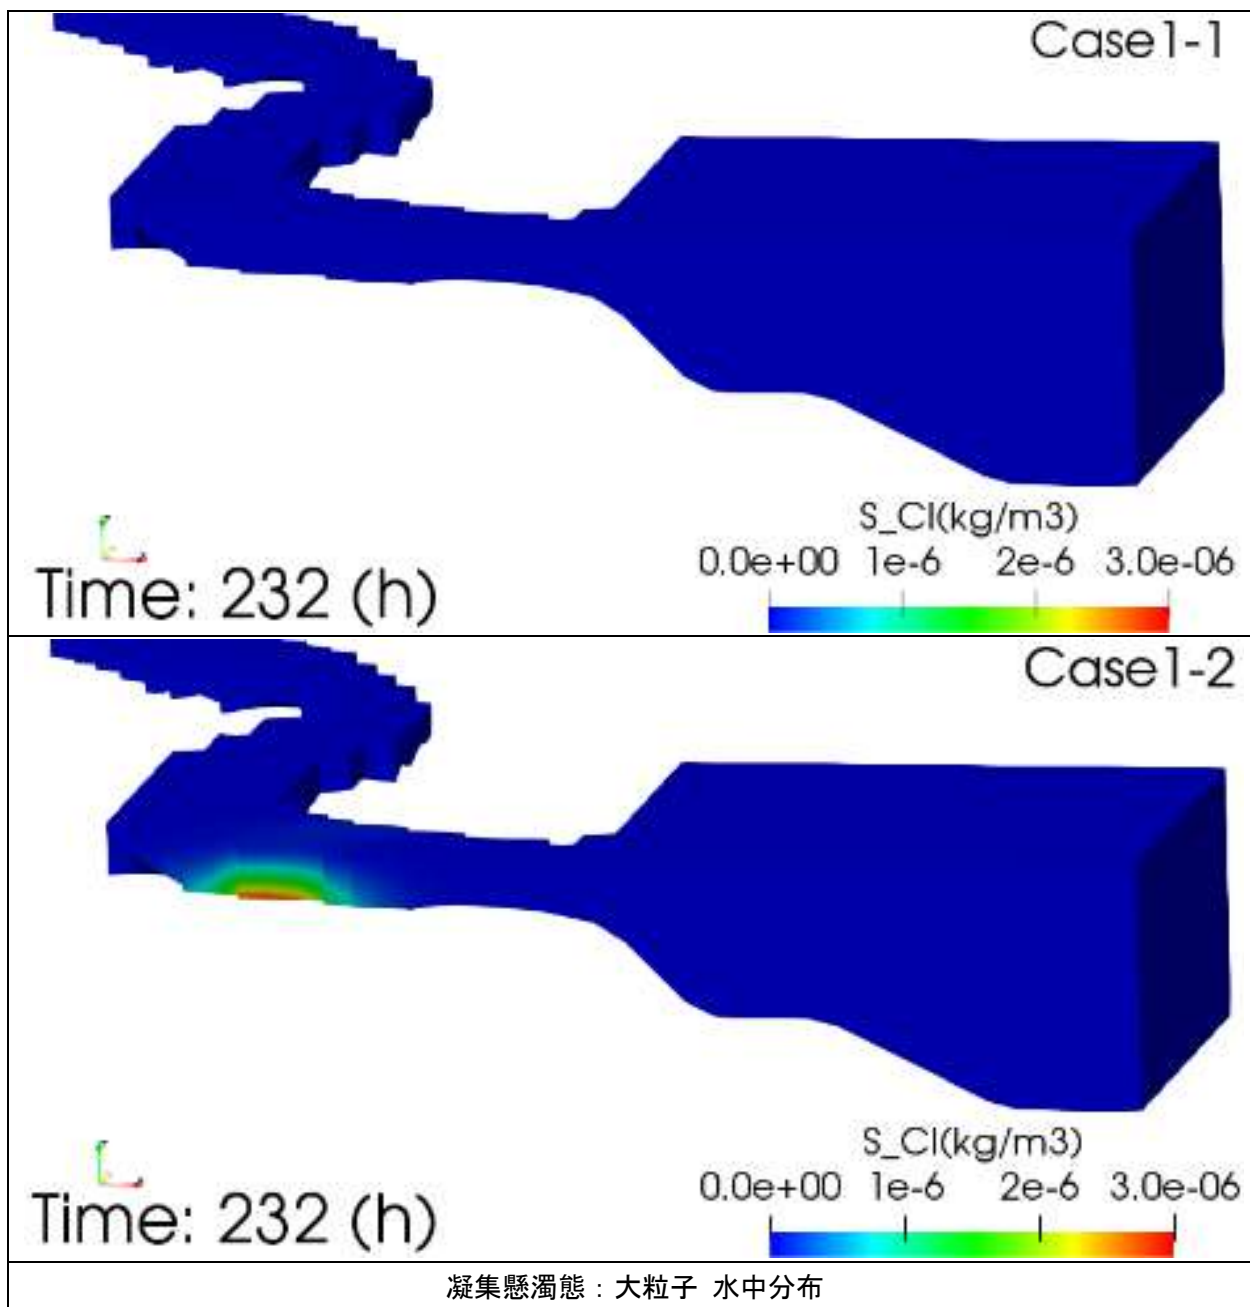 Case1-1
S_Cl(kg/m3)
0.0e+00 1e-6 2e-6 3.0e-06
Time: 232 (h)
Case1-2
S_Cl(kg/m3)
0.0e+00 1e-6 2e-6 3.0e-06
Time: 232 (h)
凝集懸濁態：大粒子 水中分布